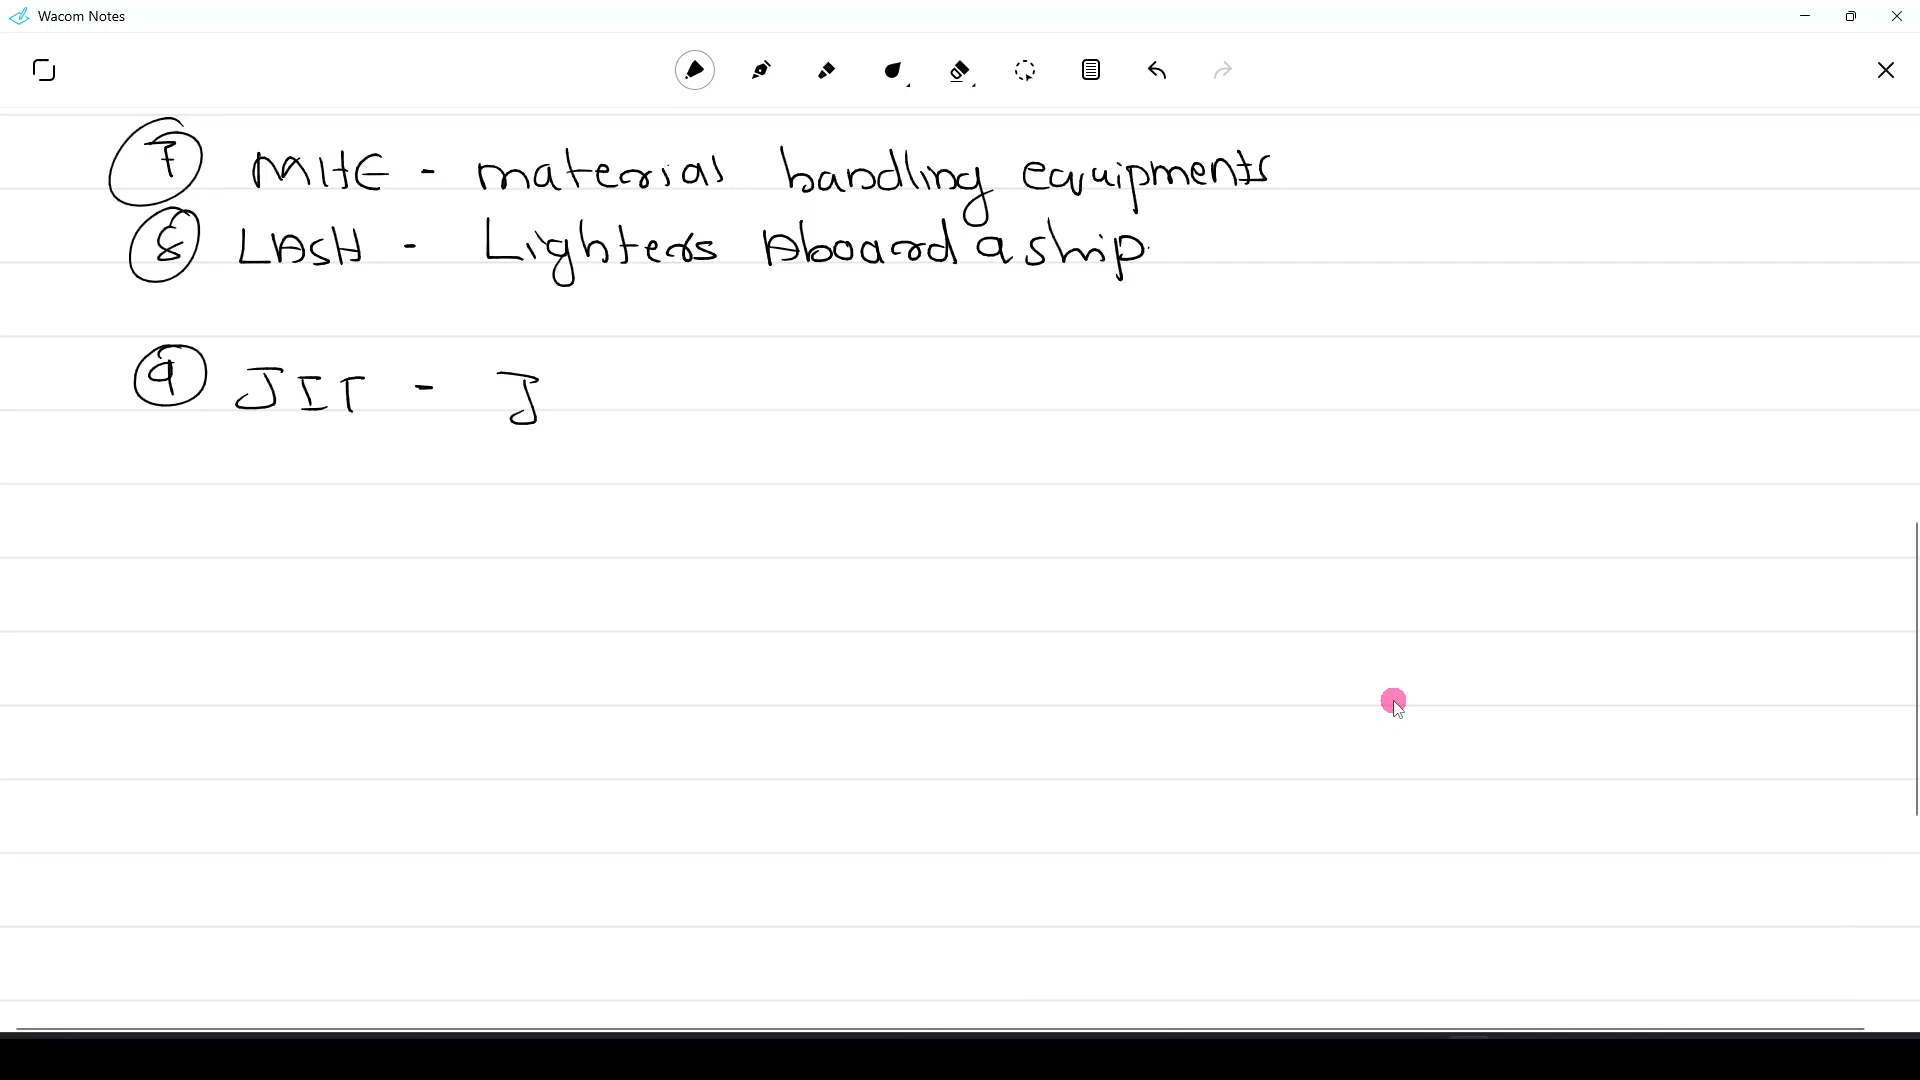 Wacom Notes
7 MHE - material handling equipments
8 LASH - Lighters Aboard a ship.
9 JIT - J